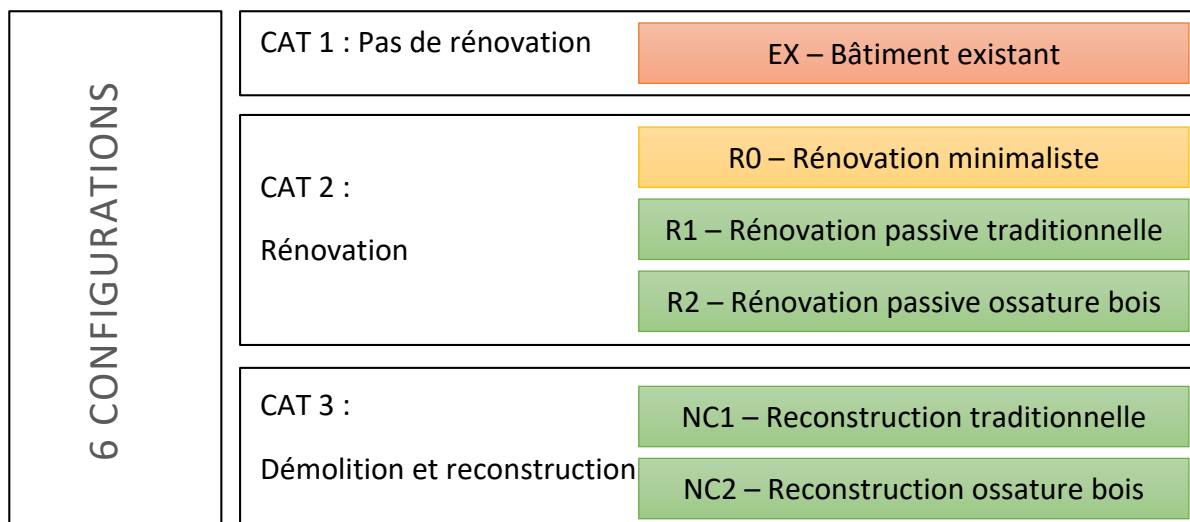 6 CONFIGURATIONS
CAT 1 : Pas de rénovation
EX – Bâtiment existant
CAT 2 :
Rénovation
R0 – Rénovation minimaliste
R1 – Rénovation passive traditionnelle
R2 – Rénovation passive ossature bois
CAT 3 :
Démolition et reconstruction
NC1 – Reconstruction traditionnelle
NC2 – Reconstruction ossature bois